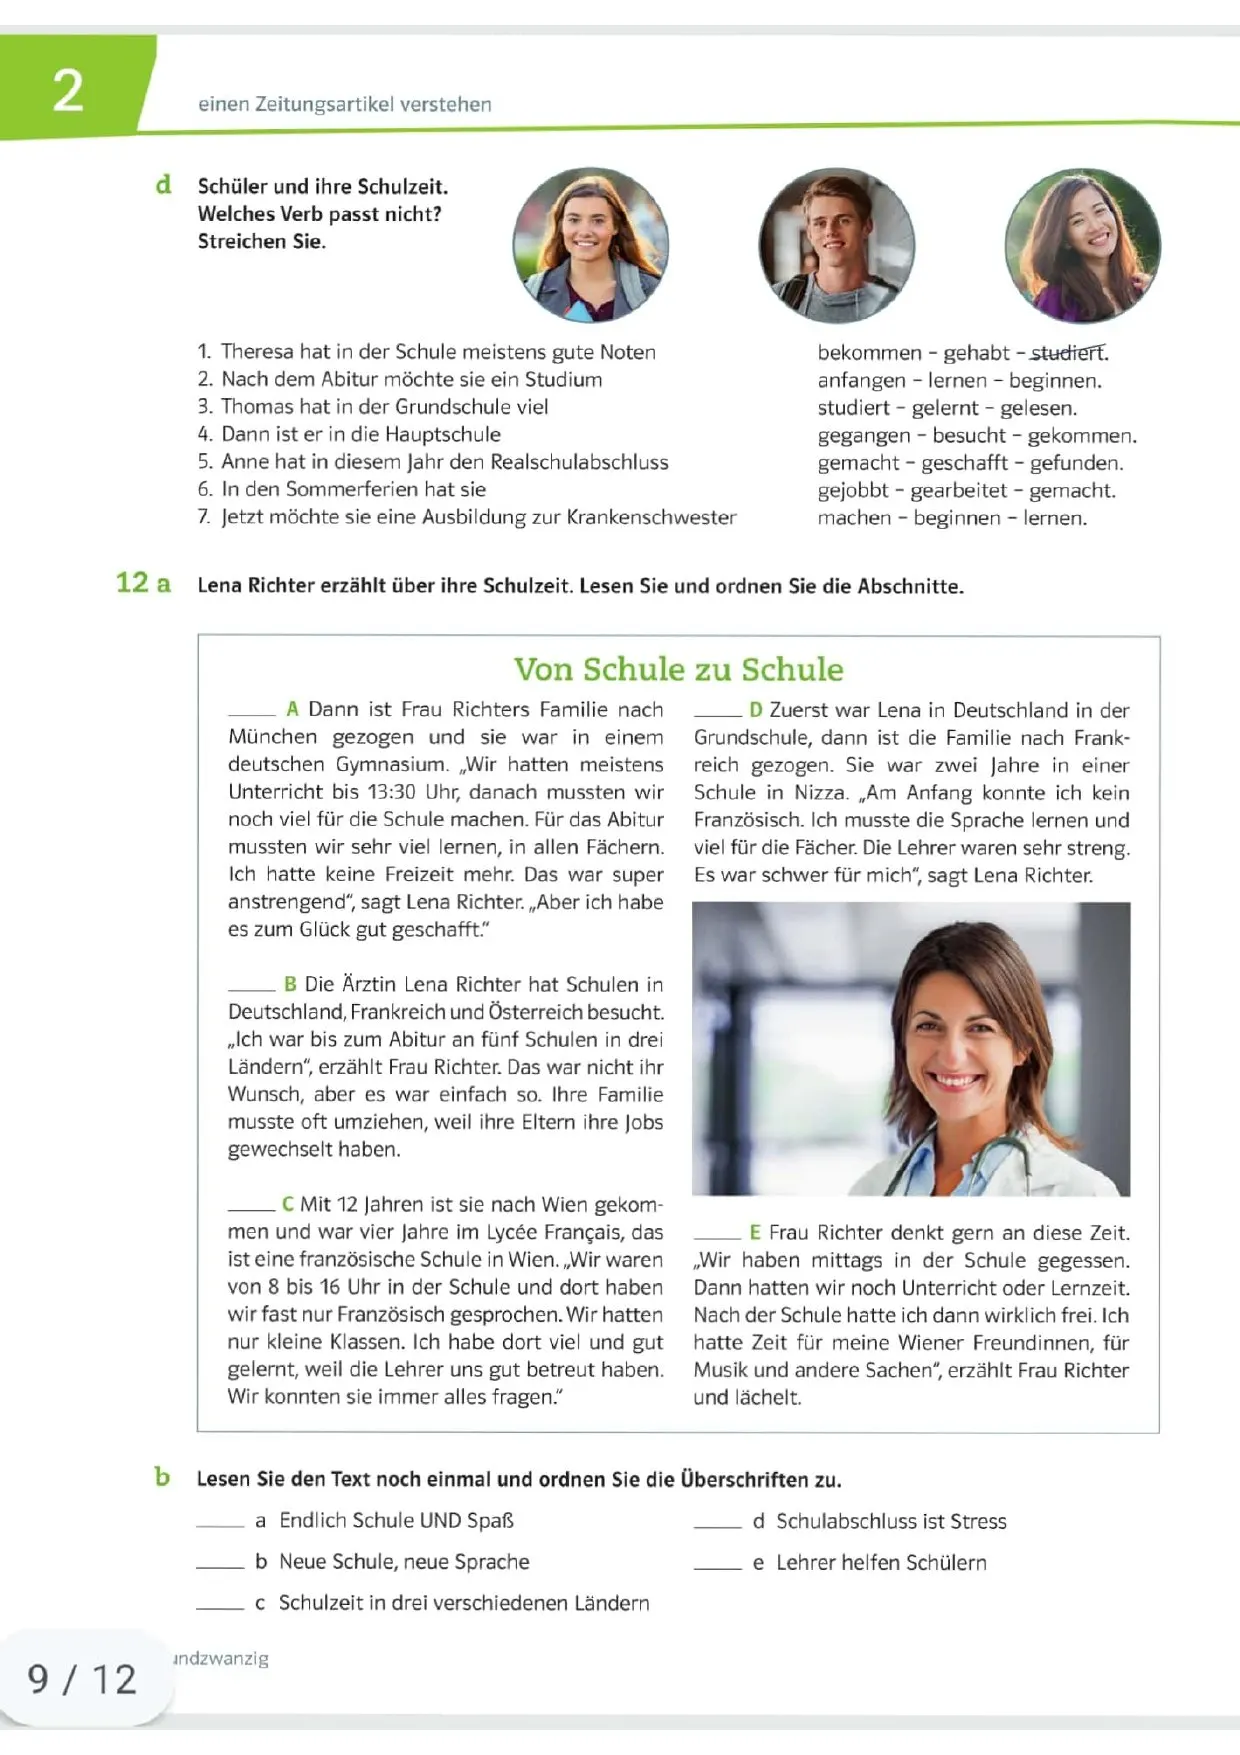 2
einen Zeitungsartikel verstehen
d Schüler und ihre Schulzeit.
Welches Verb passt nicht?
Streichen Sie.
1. Theresa hat in der Schule meistens gute Noten bekommen – gehabt – studiert.
2. Nach dem Abitur möchte sie ein Studium anfangen – lernen – beginnen.
3. Thomas hat in der Grundschule viel studiert – gelernt – gelesen.
4. Dann ist er in die Hauptschule gegangen – besucht – gekommen.
5. Anne hat in diesem Jahr den Realschulabschluss gemacht – geschafft – gefunden.
6. In den Sommerferien hat sie gejobbt – gearbeitet – gemacht.
7. Jetzt möchte sie eine Ausbildung zur Krankenschwester machen – beginnen – lernen.
12 a Lena Richter erzählt über ihre Schulzeit. Lesen Sie und ordnen Sie die Abschnitte.
Von Schule zu Schule
____ A Dann ist Frau Richters Familie nach
München gezogen und sie war in einem
deutschen Gymnasium. „Wir hatten meistens
Unterricht bis 13:30 Uhr, danach mussten wir
noch viel für die Schule machen. Für das Abitur
mussten wir sehr viel lernen, in allen Fächern.
Ich hatte keine Freizeit mehr. Das war super
anstrengend“, sagt Lena Richter. „Aber ich habe
es zum Glück gut geschafft.“
____ B Die Ärztin Lena Richter hat Schulen in
Deutschland, Frankreich und Österreich besucht.
„Ich war bis zum Abitur an fünf Schulen in drei
Ländern“, erzählt Frau Richter. Das war nicht ihr
Wunsch, aber es war einfach so. Ihre Familie
musste oft umziehen, weil ihre Eltern ihre Jobs
gewechselt haben.
____ C Mit 12 Jahren ist sie nach Wien gekom-
men und war vier Jahre im Lycée Français, das
ist eine französische Schule in Wien. „Wir waren
von 8 bis 16 Uhr in der Schule und dort haben
wir fast nur Französisch gesprochen. Wir hatten
nur kleine Klassen. Ich habe dort viel und gut
gelernt, weil die Lehrer uns gut betreut haben.
Wir konnten sie immer alles fragen.“
____ D Zuerst war Lena in Deutschland in der
Grundschule, dann ist die Familie nach Frank-
reich gezogen. Sie war zwei Jahre in einer
Schule in Nizza. „Am Anfang konnte ich kein
Französisch. Ich musste die Sprache lernen und
viel für die Fächer. Die Lehrer waren sehr streng.
Es war schwer für mich“, sagt Lena Richter.
____ E Frau Richter denkt gern an diese Zeit.
„Wir haben mittags in der Schule gegessen.
Dann hatten wir noch Unterricht oder Lernzeit.
Nach der Schule hatte ich dann wirklich frei. Ich
hatte Zeit für meine Wiener Freundinnen, für
Musik und andere Sachen“, erzählt Frau Richter
und lächelt.
b Lesen Sie den Text noch einmal und ordnen Sie die Überschriften zu.
____ a Endlich Schule UND Spaß
____ b Neue Schule, neue Sprache
____ c Schulzeit in drei verschiedenen Ländern
____ d Schulabschluss ist Stress
____ e Lehrer helfen Schülern
undzwanzig
9 / 12